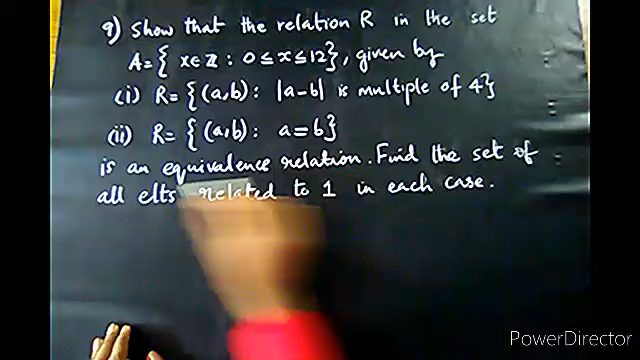 9) Show that the relation R in the set
A = { x ∈ Z : 0 ≤ x ≤ 12 }, given by
(i) R = { (a,b) : |a-b| is multiple of 4 }
(ii) R = { (a,b) : a = b }
is an equivalence relation. Find the set of
all elts related to 1 in each case.
PowerDirector